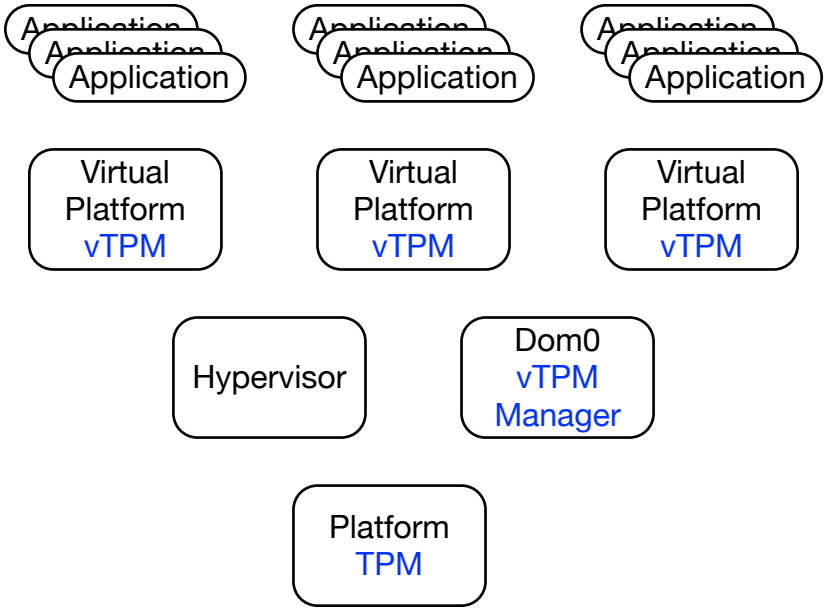 Application
Application
Application
Application
Application
Application
Application
Application
Application
Virtual
Platform
vTPM
Virtual
Platform
vTPM
Virtual
Platform
vTPM
Hypervisor
Dom0
vTPM
Manager
Platform
TPM